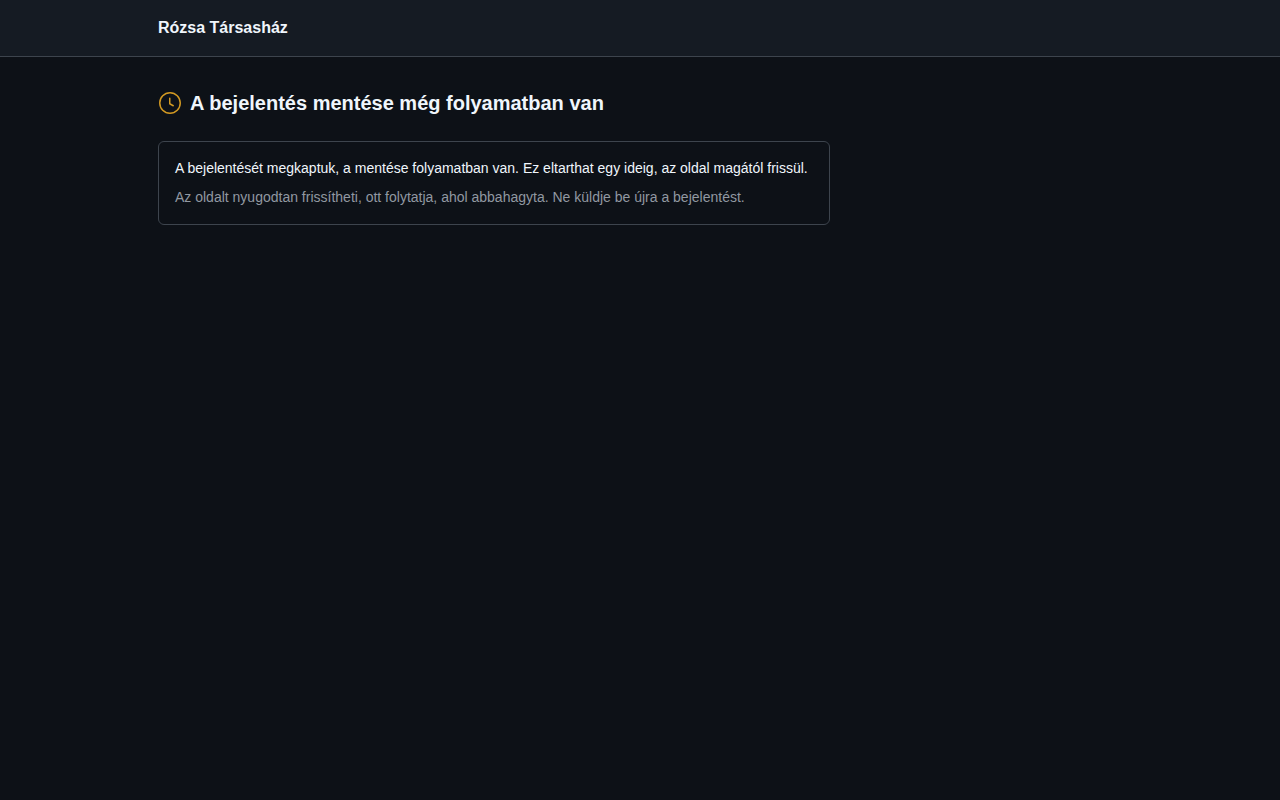 Rózsa Társasház
A bejelentés mentése még folyamatban van
A bejelentését megkaptuk, a mentése folyamatban van. Ez eltarthat egy ideig, az oldal magától frissül.
Az oldalt nyugodtan frissítheti, ott folytatja, ahol abbahagyta. Ne küldje be újra a bejelentést.